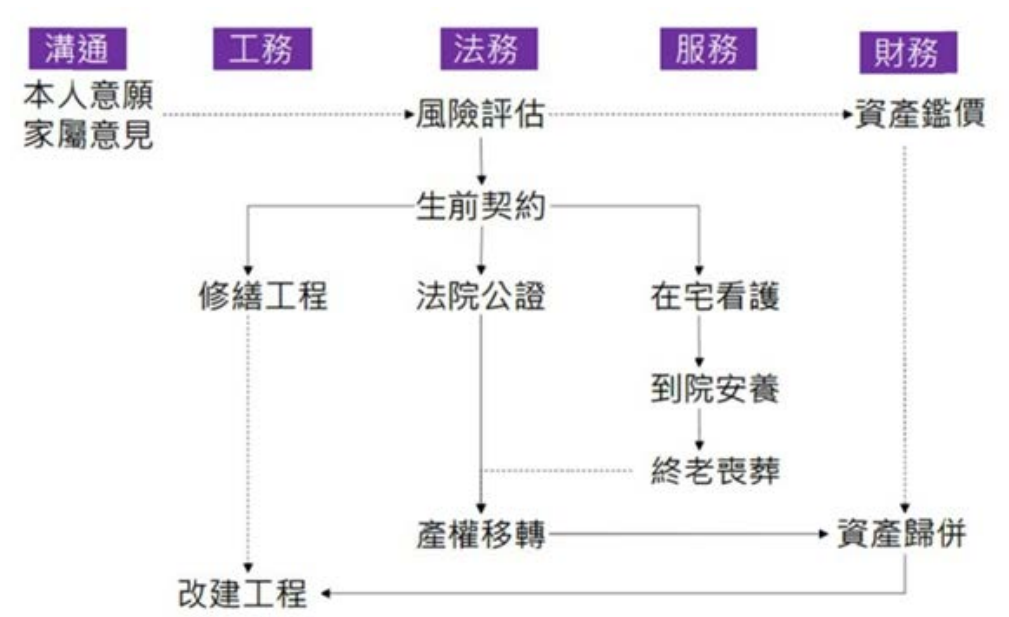 溝通
工務
法務
服務
財務
本人意願
家屬意見
風險評估
資產鑑價
生前契約
修繕工程
法院公證
在宅看護
到院安養
終老喪葬
產權移轉
資產歸併
改建工程